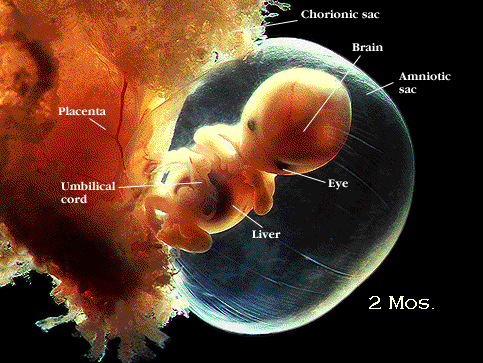 Chorionic sac
Brain
Amniotic
sac
Placenta
Eye
Umbilical
cord
Liver
2 Mos.